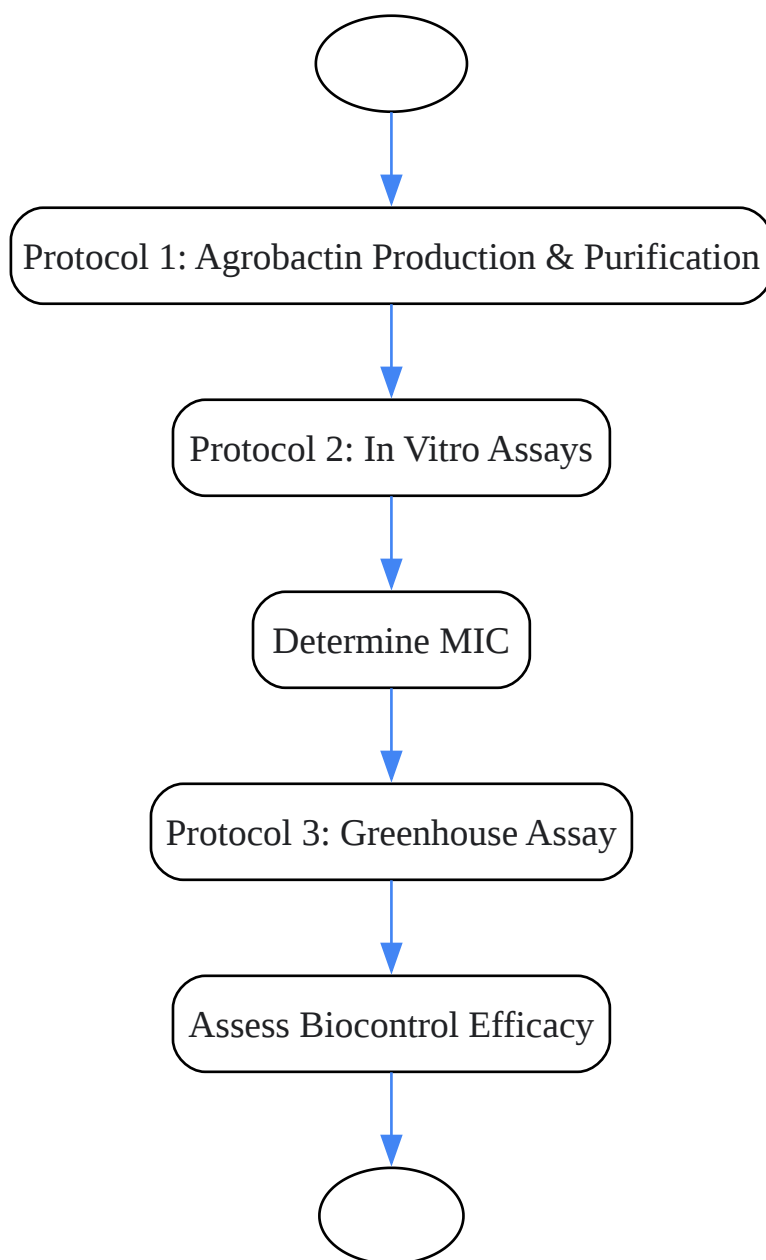 Protocol 1: Agrobactin Production & Purification
Protocol 2: In Vitro Assays
Determine MIC
Protocol 3: Greenhouse Assay
Assess Biocontrol Efficacy